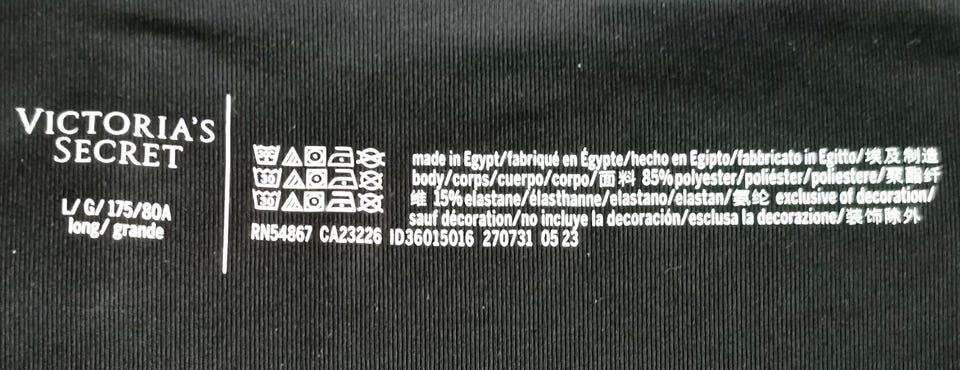 VICTORIA'S
SECRET
L/G/175/80A
long/grande
made in Egypt/fabriqué en Égypte/hecho en Egipto/fabbricato in Egitto/埃及制造
body/corps/cuerpo/corpo/面料 85%polyester/poliéster/poliestere/聚酯纤
维 15%elastane/élasthanne/elastano/elastan/氨纶 exclusive of decoration/
sauf décoration/no incluye la decoración/esclusa la decorazione/装饰除外
RN54867 CA23226 ID36015016 270731 05 23